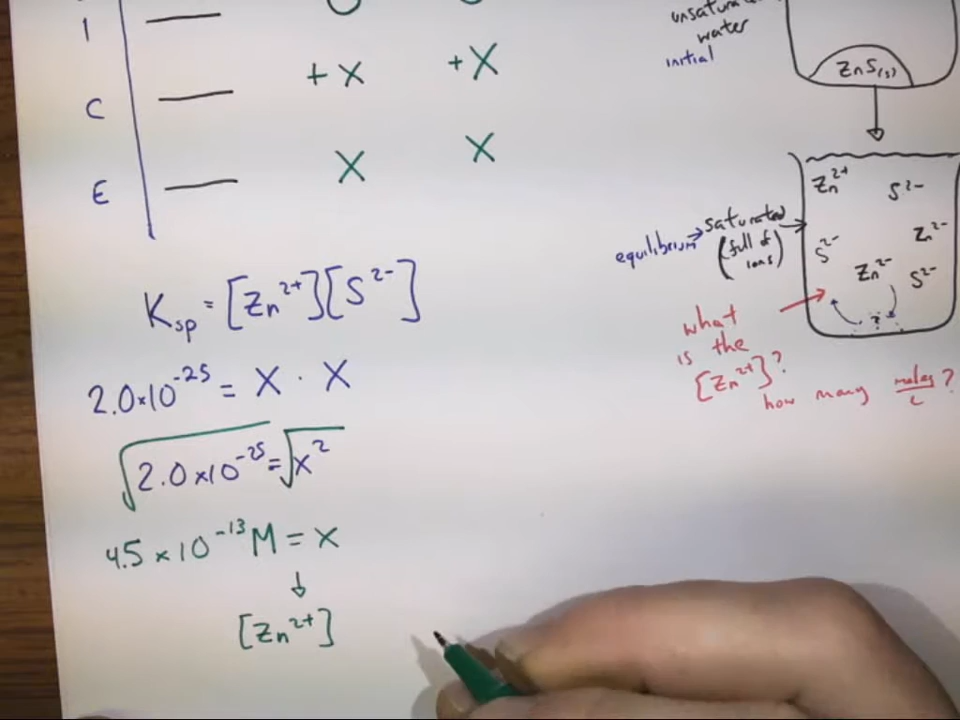 I — O O
C — +X +X
E — X X
Ksp = [Zn²⁺][S²⁻]
2.0×10⁻²⁵ = X · X
√2.0×10⁻²⁵ = √x²
4.5×10⁻¹³ M = X
↓
[Zn²⁺]
water
initial
ZnS(s)
Zn²⁺ S²⁻
equilibrium → saturated
(full of
ions)
Zn²⁻
S²⁻
Zn²⁻ S²⁻
?
what
is the
[Zn²⁺]?
how many moles/L?